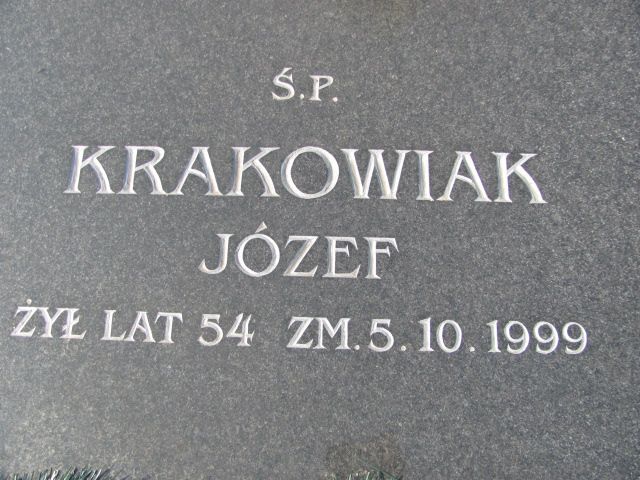 Ś.P.
KRAKOWIAK
JÓZEF
ŻYŁ LAT 54 ZM. 5.10.1999